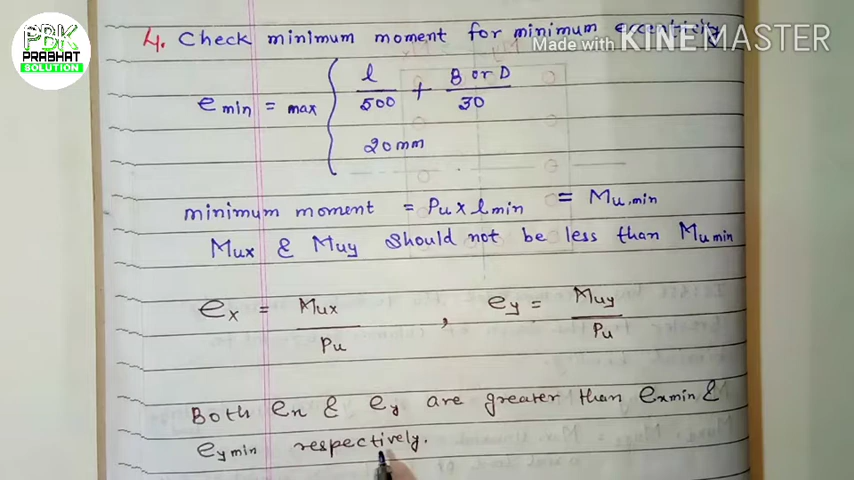 PBK
PRABHAT
SOLUTION
Made with KINEMASTER
4. Check minimum moment for minimum eccentricity
e min = max { l/500 + B or D/30
20mm
minimum moment = Pu x emin = Mu,min
Mux & Muy should not be less than Mu min
ex = Mux/Pu , ey = Muy/Pu
Both ex & ey are greater than exmin &
eymin respectively.